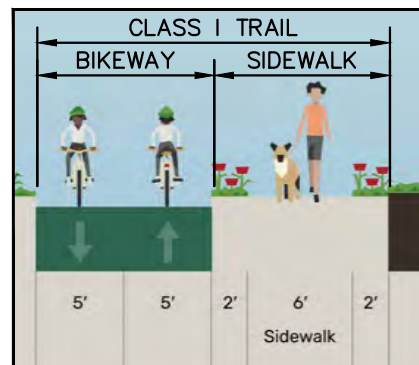 CLASS I TRAIL
BIKEWAY SIDEWALK
5' 5' 2' 6' 2'
Sidewalk